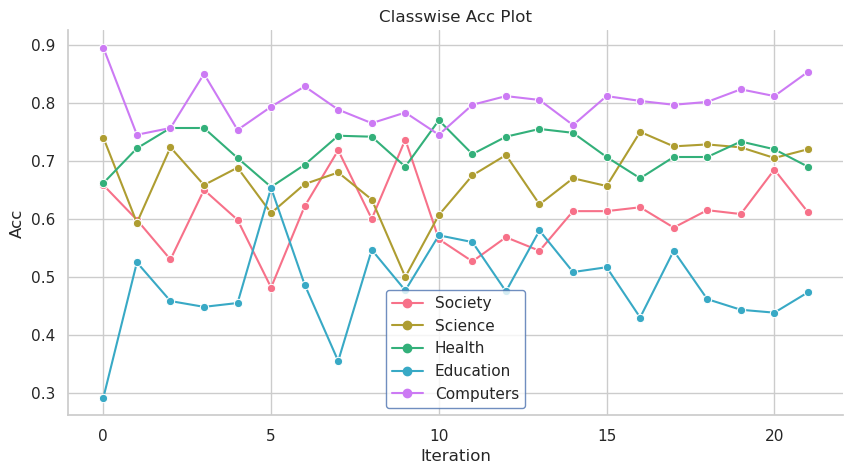 Classwise Acc Plot
Acc
0.9
0.8
0.7
0.6
0.5
0.4
0.3
Society
Science
Health
Education
Computers
0 5 10 15 20
Iteration